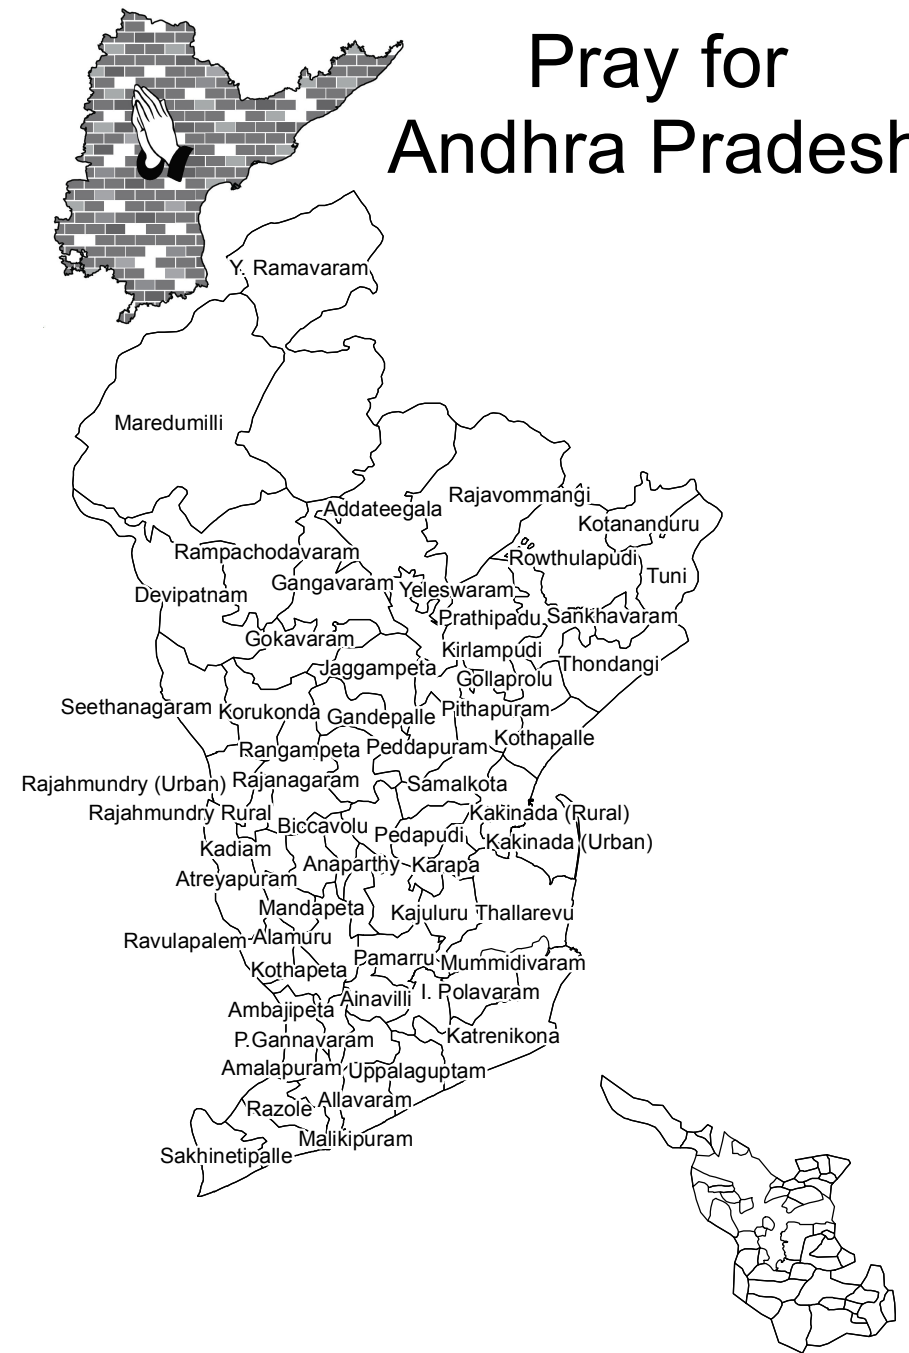 Pray for
Andhra Pradesh
Y. Ramavaram
Maredumilli
Addateegala
Rajavommangi
Kotananduru
Rampachodavaram
Rowthulapudi
Gangavaram
Tuni
Devipatnam
Yeleswaram
Prathipadu
Sankhavaram
Gokavaram
Kirlampudi
Jaggampeta
Thondangi
Gollaprolu
Seethanagaram
Korukonda
Gandepalle
Pithapuram
Rangampeta
Peddapuram
Kothapalle
Rajahmundry (Urban)
Rajanagaram
Samalkota
Rajahmundry Rural
Kakinada (Rural)
Biccavolu
Pedapudi
Kakinada (Urban)
Kadiam
Anaparthy
Karapa
Atreyapuram
Mandapeta
Kajuluru
Thallarevu
Ravulapalem
Alamuru
Pamarru
Mummidivaram
Kothapeta
Ainavilli
I. Polavaram
Ambajipeta
P.Gannavaram
Katrenikona
Amalapuram
Uppalaguptam
Razole
Allavaram
Malikipuram
Sakhinetipalle